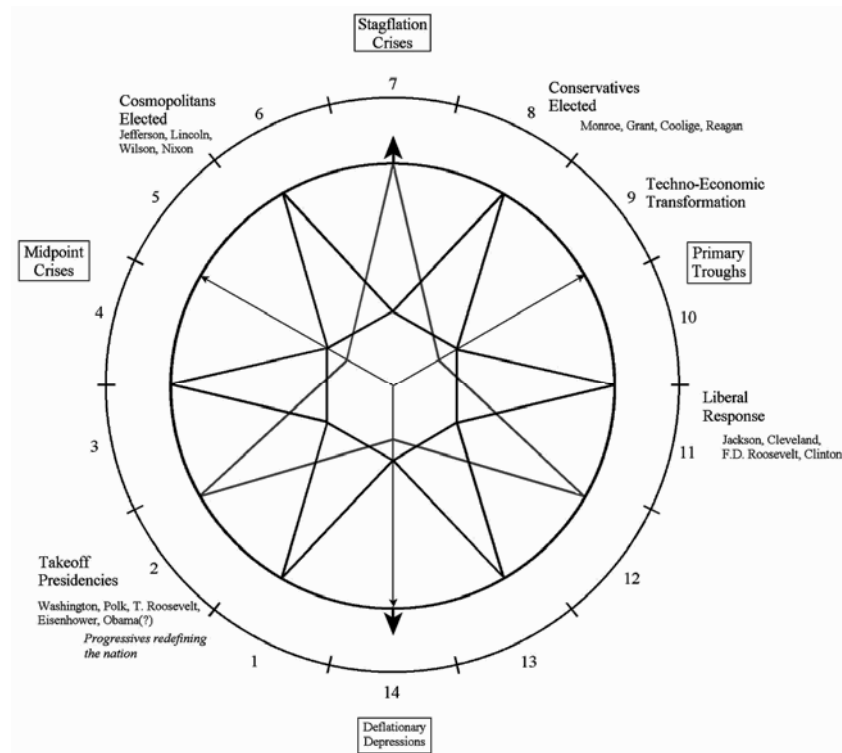 Stagflation
Crises
7
6
8
Cosmopolitans
Elected
Jefferson, Lincoln,
Wilson, Nixon
Conservatives
Elected
Monroe, Grant, Coolige, Reagan
5
9
Techno-Economic
Transformation
Midpoint
Crises
Primary
Troughs
4
10
3
Liberal
Response
11
Jackson, Cleveland,
F.D. Roosevelt, Clinton
Takeoff
Presidencies
2
12
Washington, Polk, T. Roosevelt,
Eisenhower, Obama(?)
Progressives redefining
the nation
1
13
14
Deflationary
Depressions